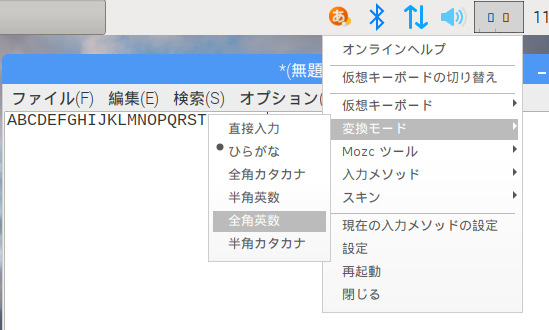 あ 11
オンラインヘルプ
*(無題
仮想キーボードの切り替え
ファイル(F) 編集(E) 検索(S) オプション(
仮想キーボード
ABCDEFGHIJKLMNOPQRST
変換モード
直接入力
ひらがな
全角カタカナ
半角英数
全角英数
半角カタカナ
Mozc ツール
入力メソッド
スキン
現在の入力メソッドの設定
設定
再起動
閉じる